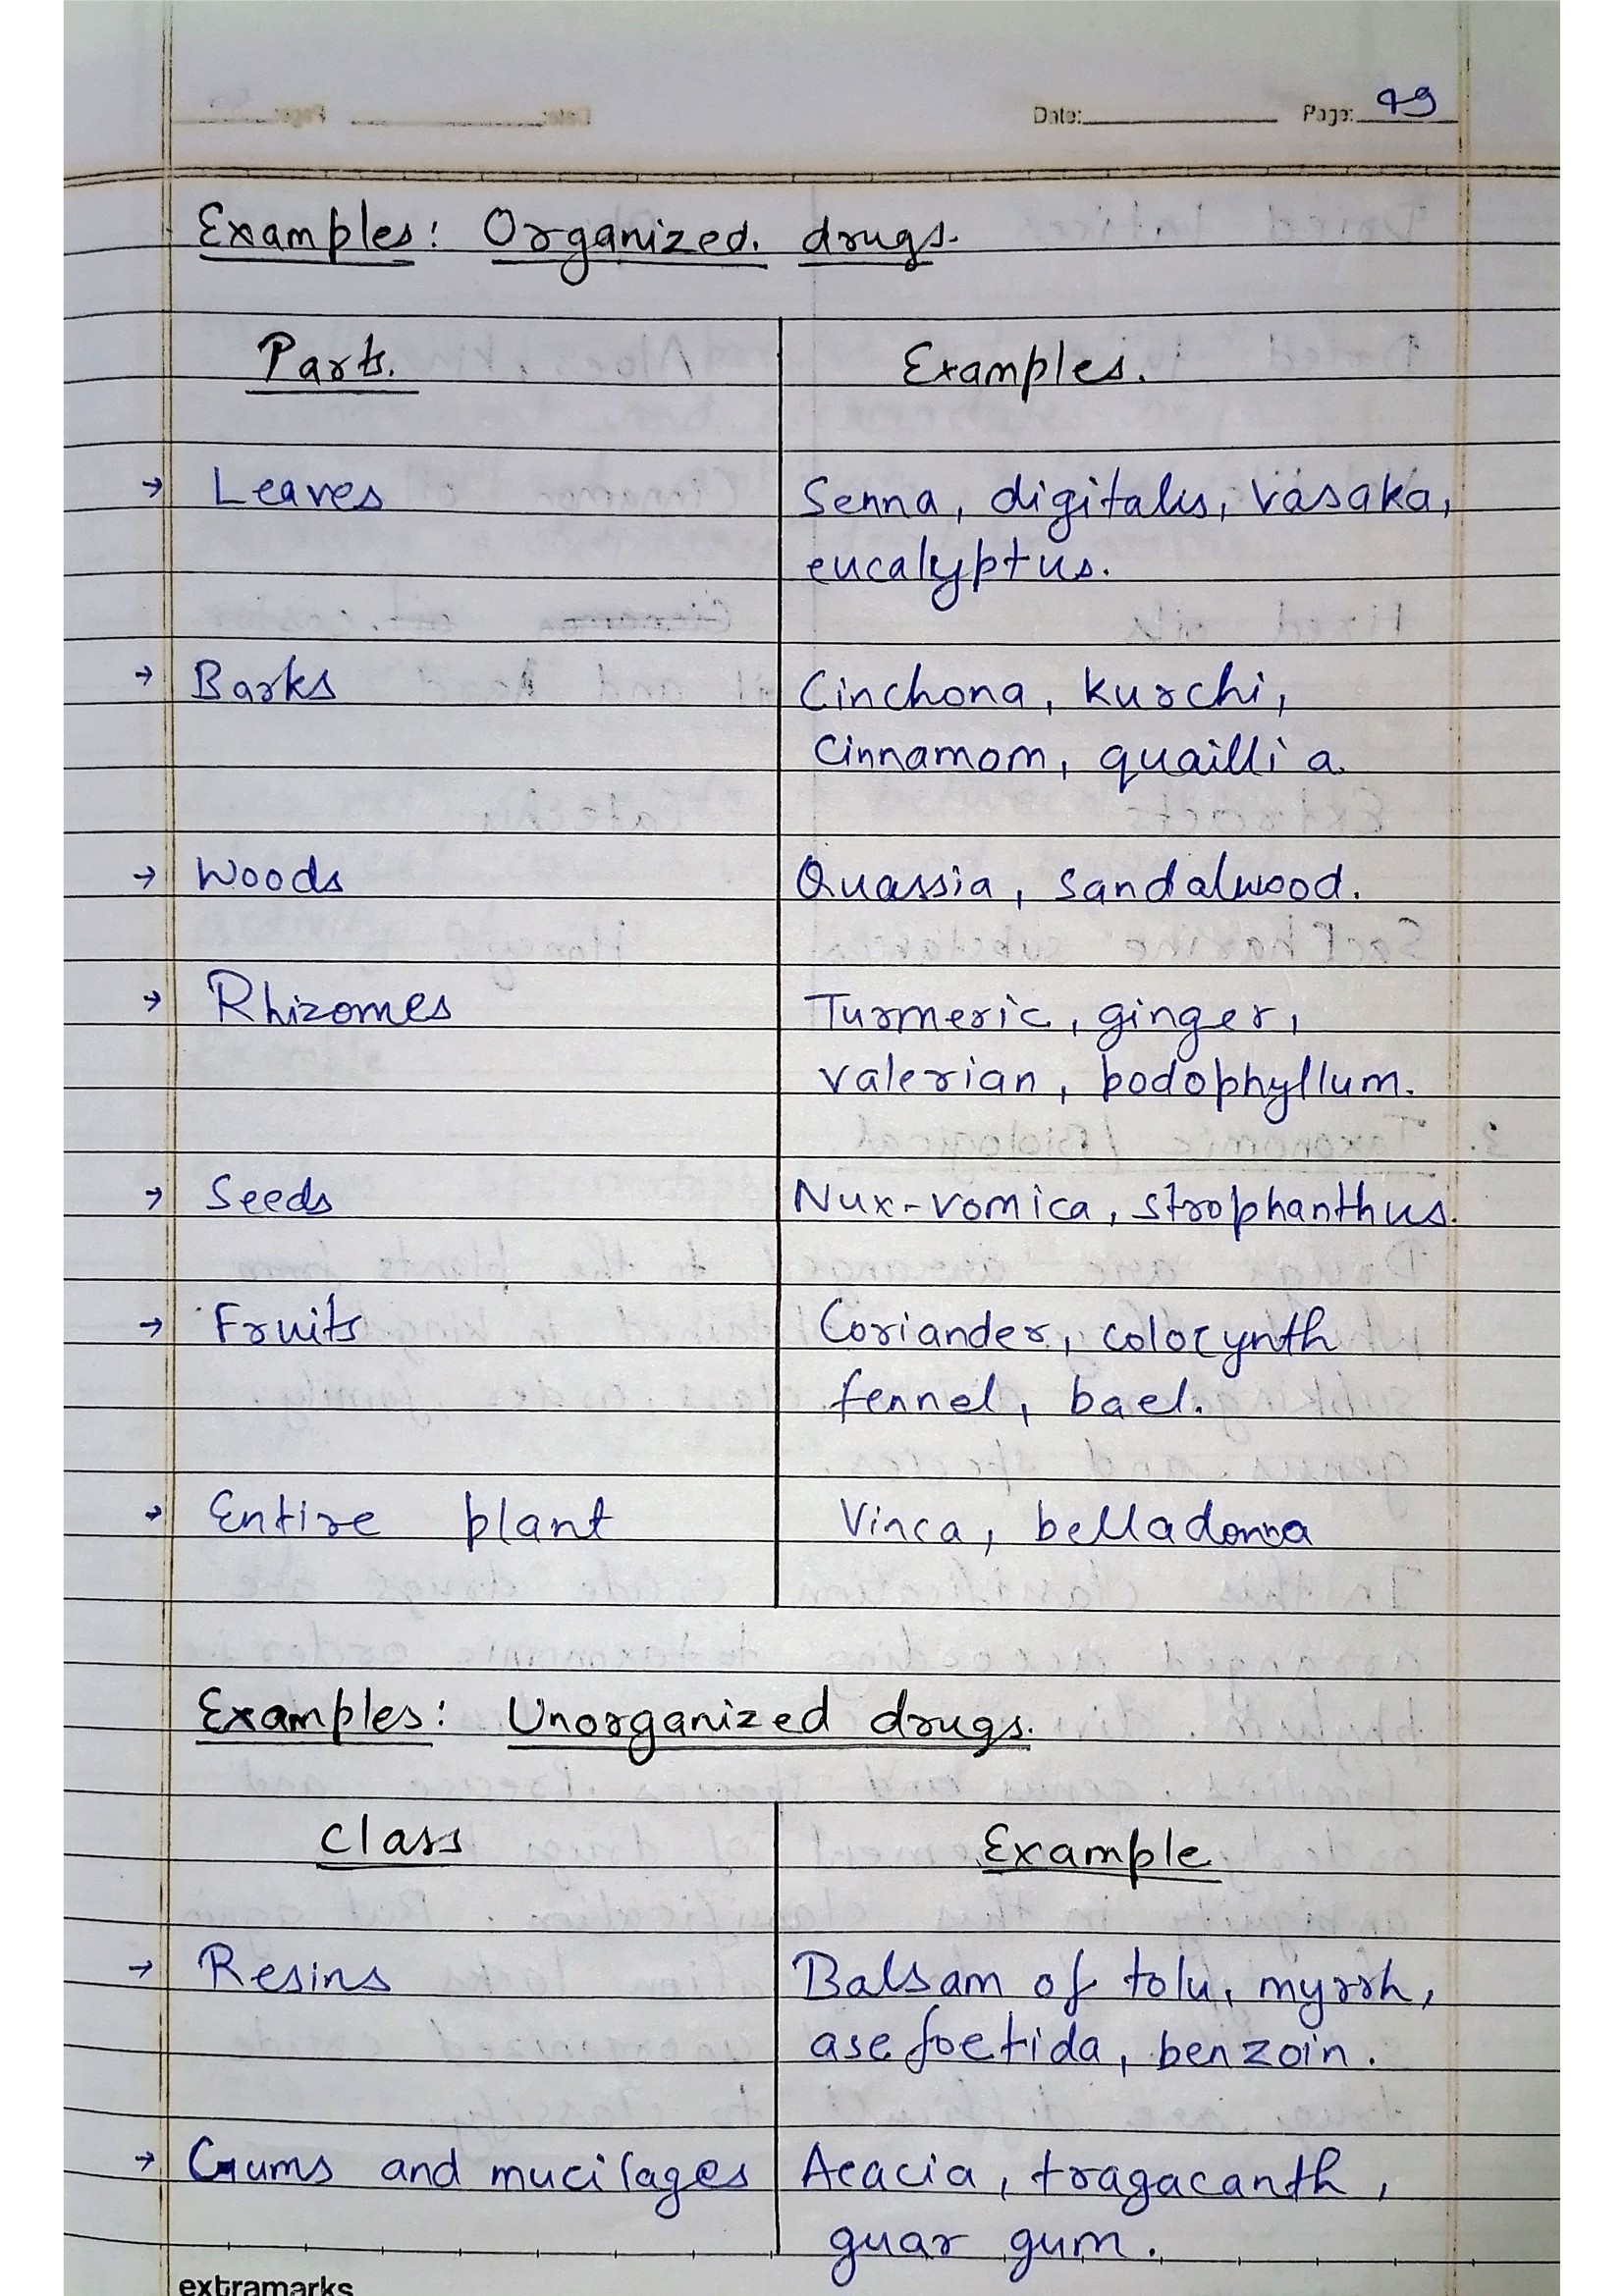 Date: Page: 49
Examples: Organized. drugs.
Parts. Examples.
→ Leaves Senna, digitalis, vasaka,
eucalyptus.
→ Barks Cinchona, kurchi,
Cinnamom, quailli a.
→ Woods Quassia, sandalwood.
→ Rhizomes Turmeric, ginger,
valerian, podophyllum.
→ Seeds Nux-vomica, strophanthus.
→ Fruits Coriander, colocynth
fennel, bael.
→ Entire plant Vinca, belladonna
Examples: Unorganized drugs.
Class Example
→ Resins Balsam of tolu, myrrh,
asefoetida, benzoin.
→ Gums and mucilages Acacia, tragacanth,
guar gum.
extramarks